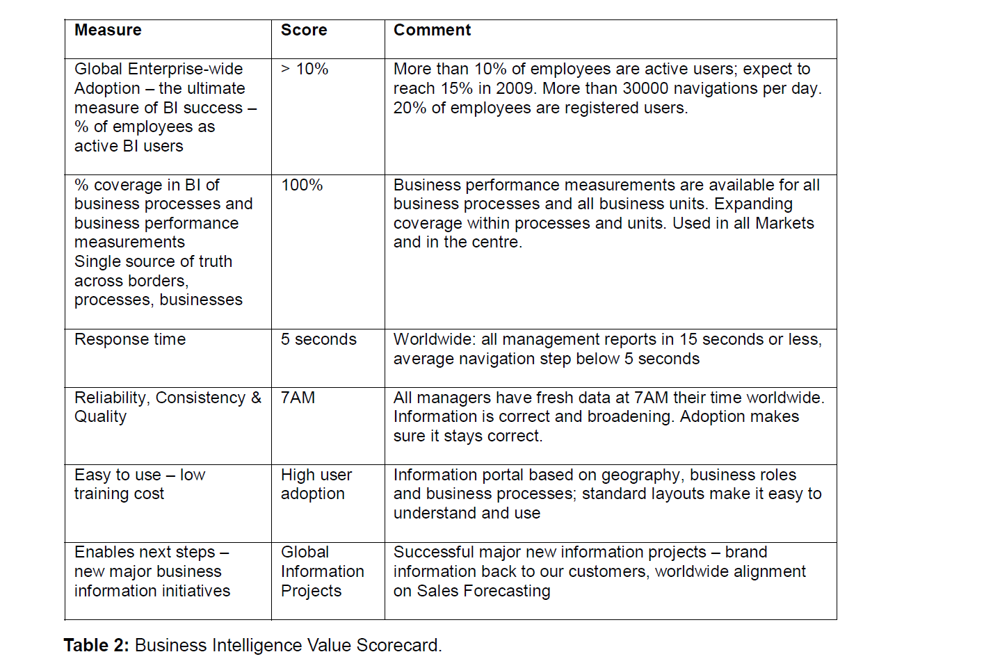 Measure Score Comment
Global Enterprise-wide
Adoption – the ultimate
measure of BI success –
% of employees as
active BI users
> 10%
More than 10% of employees are active users; expect to
reach 15% in 2009. More than 30000 navigations per day.
20% of employees are registered users.
% coverage in BI of
business processes and
business performance
measurements
Single source of truth
across borders,
processes, businesses
100%
Business performance measurements are available for all
business processes and all business units. Expanding
coverage within processes and units. Used in all Markets
and in the centre.
Response time
5 seconds
Worldwide: all management reports in 15 seconds or less,
average navigation step below 5 seconds
Reliability, Consistency &
Quality
7AM
All managers have fresh data at 7AM their time worldwide.
Information is correct and broadening. Adoption makes
sure it stays correct.
Easy to use – low
training cost
High user
adoption
Information portal based on geography, business roles
and business processes; standard layouts make it easy to
understand and use
Enables next steps –
new major business
information initiatives
Global
Information
Projects
Successful major new information projects – brand
information back to our customers, worldwide alignment
on Sales Forecasting
Table 2: Business Intelligence Value Scorecard.